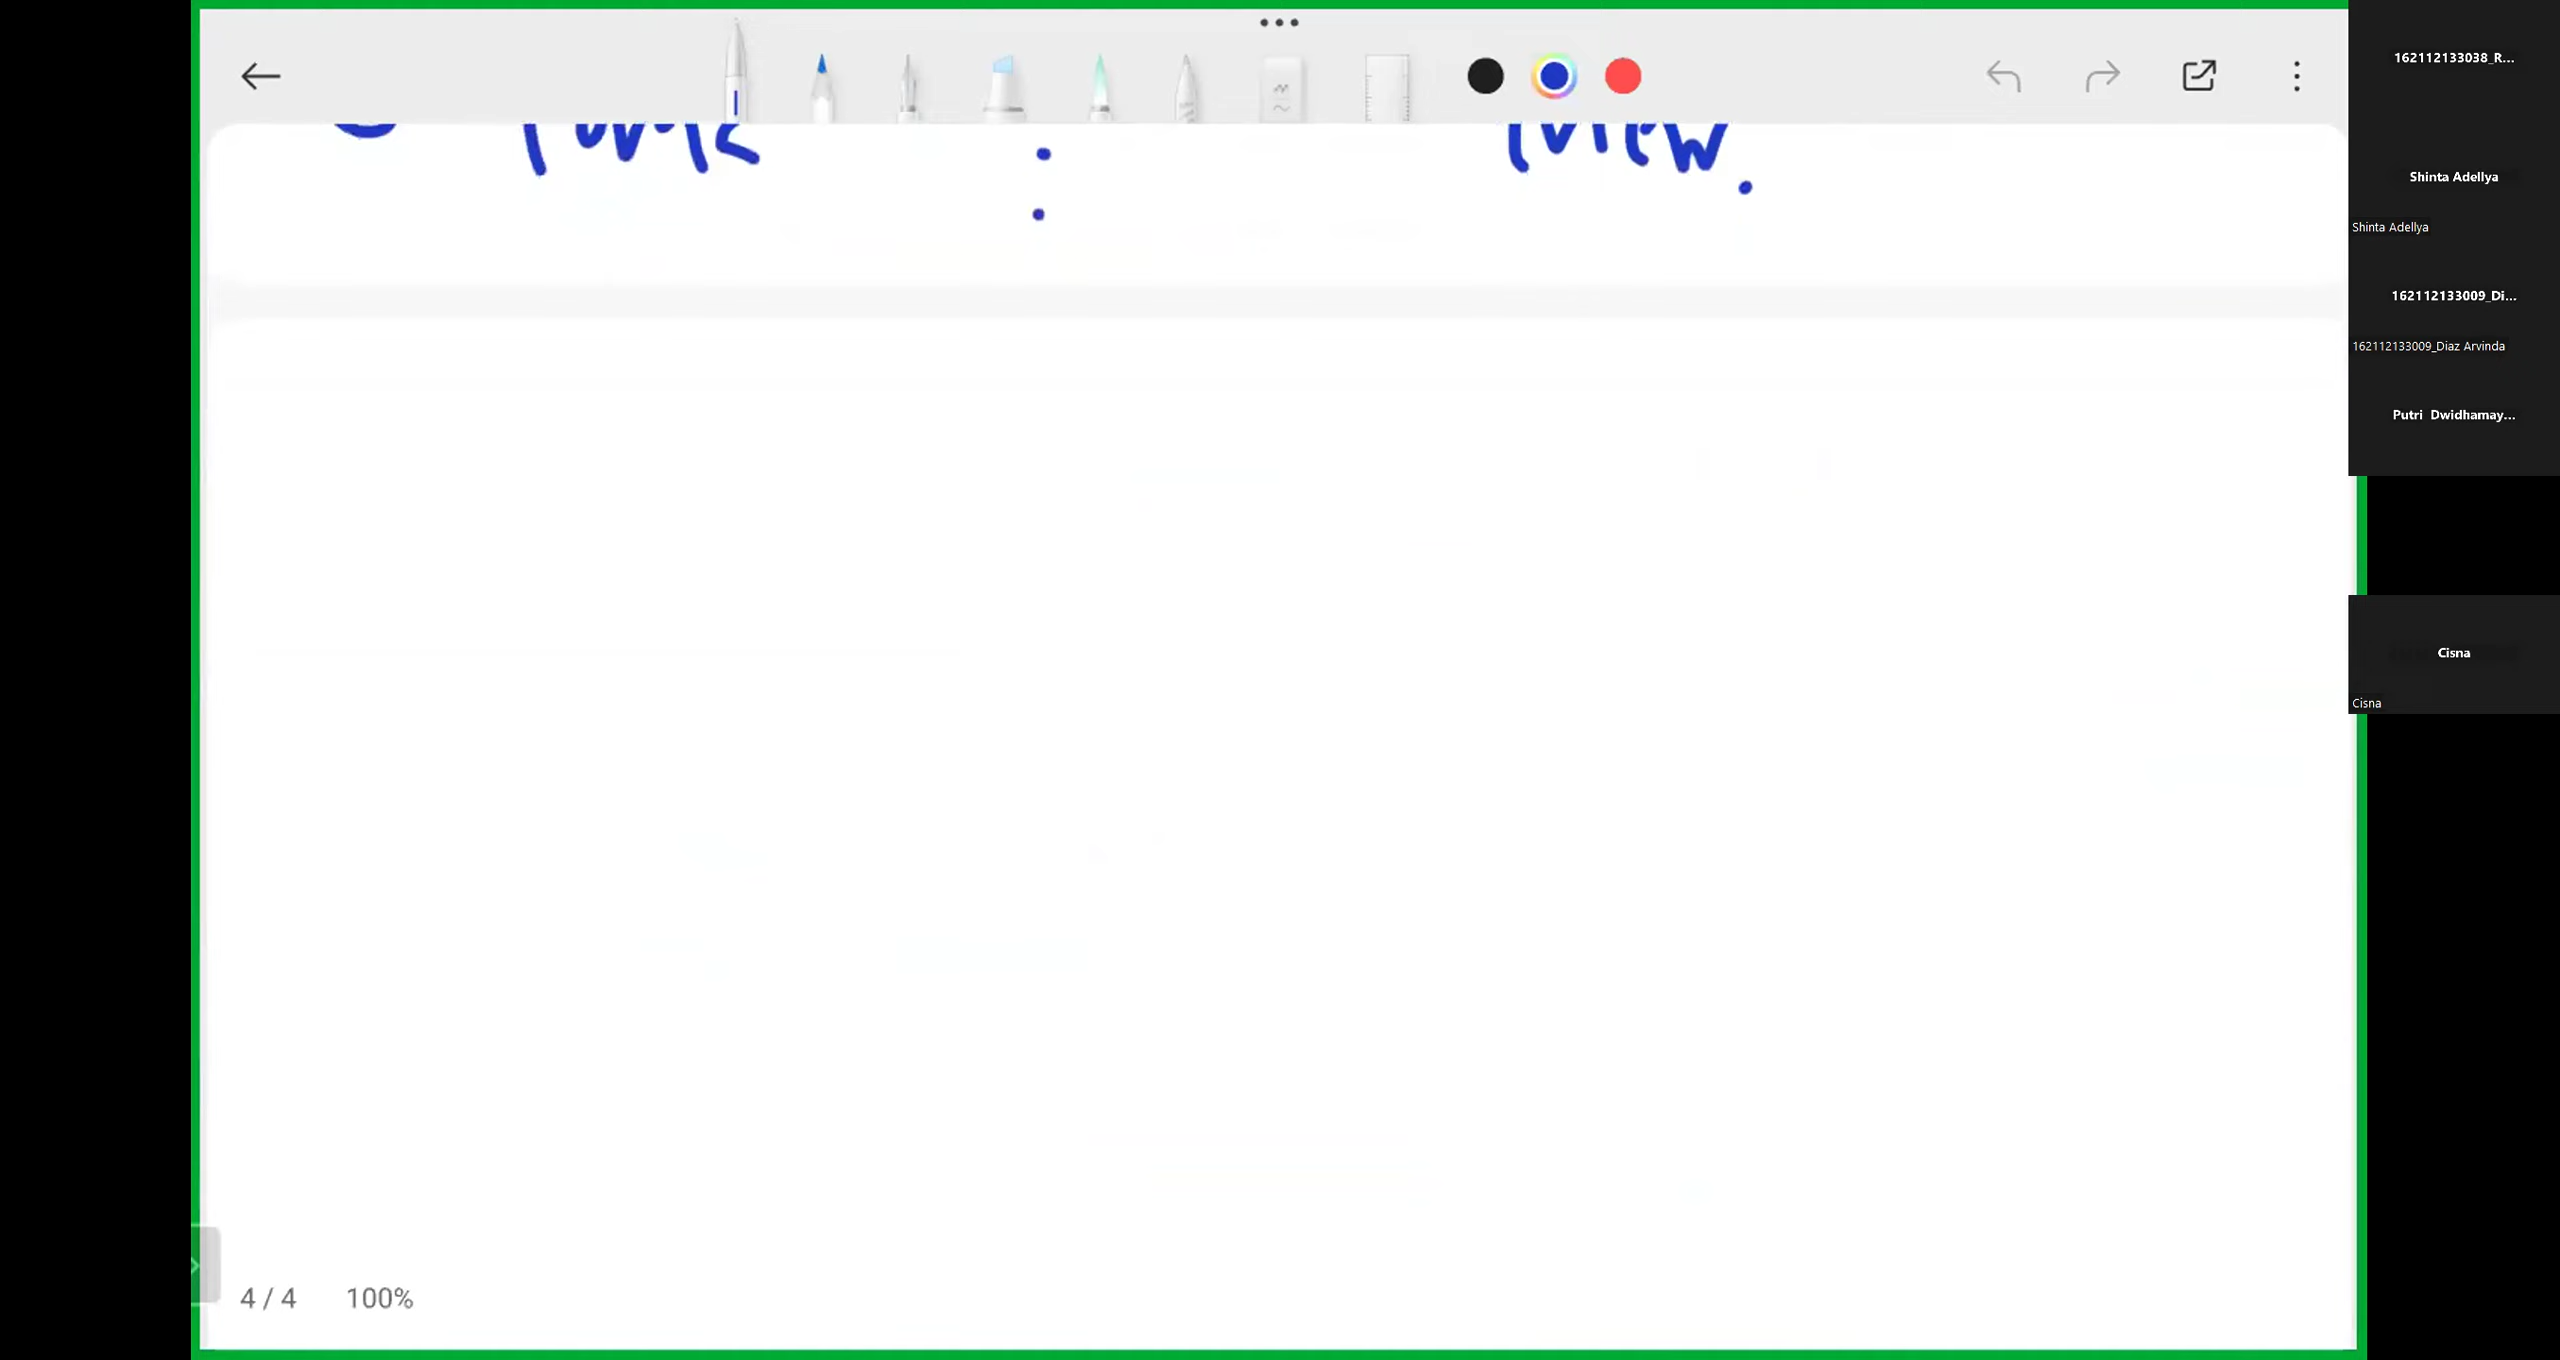 162112133038_R...
Shinta Adellya
Shinta Adellya
162112133009_Di...
162112133009_Diaz Arvinda
Putri Dwidhamay...
Cisna
Cisna
4 / 4 100%